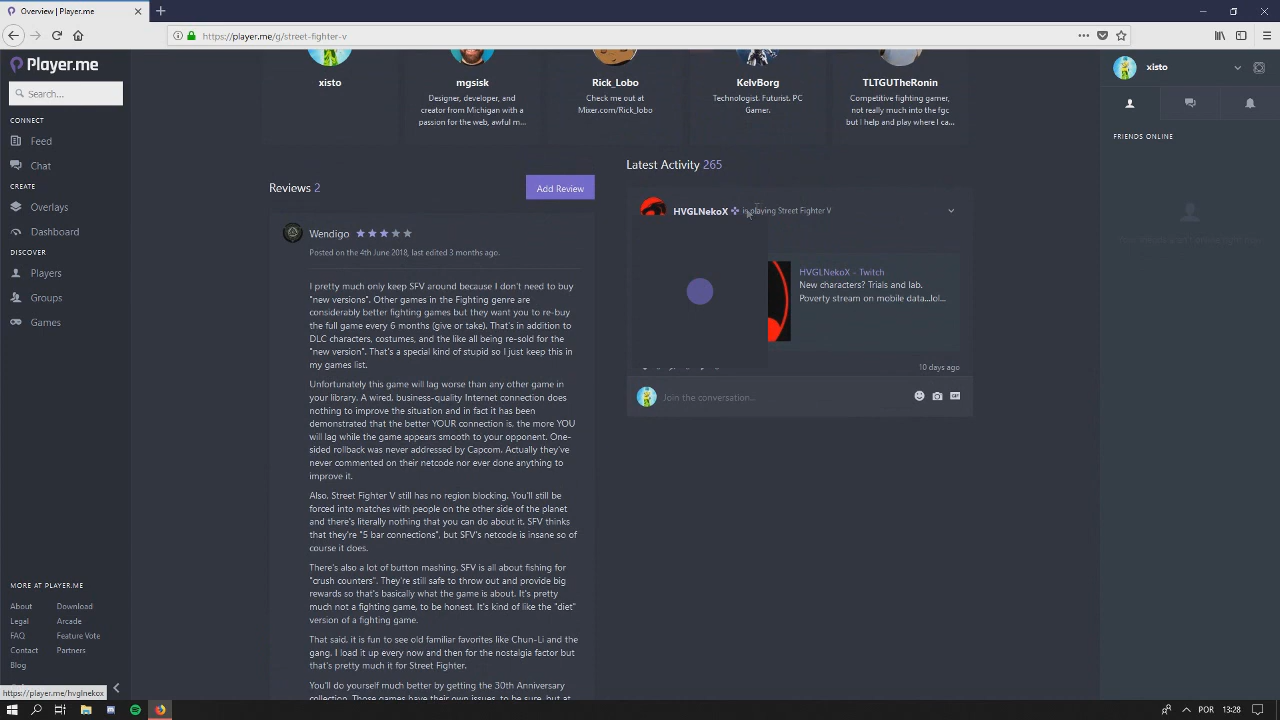 Overview | Player.me
https://player.me/g/street-fighter-v
Player.me
Search...
CONNECT
Feed
Chat
CREATE
Overlays
Dashboard
DISCOVER
Players
Groups
Games
MORE AT PLAYER.ME
About Download
Legal Arcade
FAQ Feature Vote
Contact Partners
Blog
https://player.me/hvglnekox
xisto
mgsisk
Designer, developer, and
creator from Michigan with a
passion for the web, awful m...
Rick_Lobo
Check me out at
Mixer.com/Rick_lobo
KelvBorg
Technologist. Futurist. PC
Gamer.
TLTGUTheRonin
Competitive fighting gamer,
not really much into the fgc
but I help and play where I ca...
Reviews 2
Add Review
Wendigo
Posted on the 4th June 2018, last edited 3 months ago.
I pretty much only keep SFV around because I don't need to buy
"new versions". Other games in the Fighting genre are
considerably better fighting games but they want you to re-buy
the full game every 6 months (give or take). That's in addition to
DLC characters, costumes, and the like all being re-sold for the
"new version". That's a special kind of stupid so I just keep this in
my games list.
Unfortunately this game will lag worse than any other game in
your library. A wired, business-quality Internet connection does
nothing to improve the situation and in fact it has been
demonstrated that the better YOUR connection is, the more YOU
will lag while the game appears smooth to your opponent. One-
sided rollback was never addressed by Capcom. Actually they've
never commented on their netcode nor ever done anything to
improve it.
Also, Street Fighter V still has no region blocking. You'll still be
forced into matches with people on the other side of the planet
and there's literally nothing that you can do about it. SFV thinks
that they're "5 bar connections", but SFV's netcode is insane so of
course it does.
There's also a lot of button mashing. SFV is all about fishing for
"crush counters". They're still safe to throw out and provide big
rewards so that's basically what the game is about. It's pretty
much not a fighting game, to be honest. It's kind of like the "diet"
version of a fighting game.
That said, it is fun to see old familiar favorites like Chun-Li and the
gang. I load it up every now and then for the nostalgia factor but
that's pretty much it for Street Fighter.
You'll do yourself much better by getting the 30th Anniversary
collection. Those games have their own issues, to be sure, but at
Latest Activity 265
HVGLNekoX is playing Street Fighter V
HVGLNekoX - Twitch
New characters? Trials and lab.
Poverty stream on mobile data...lol...
10 days ago
Join the conversation...
xisto
FRIENDS ONLINE
POR 13:28